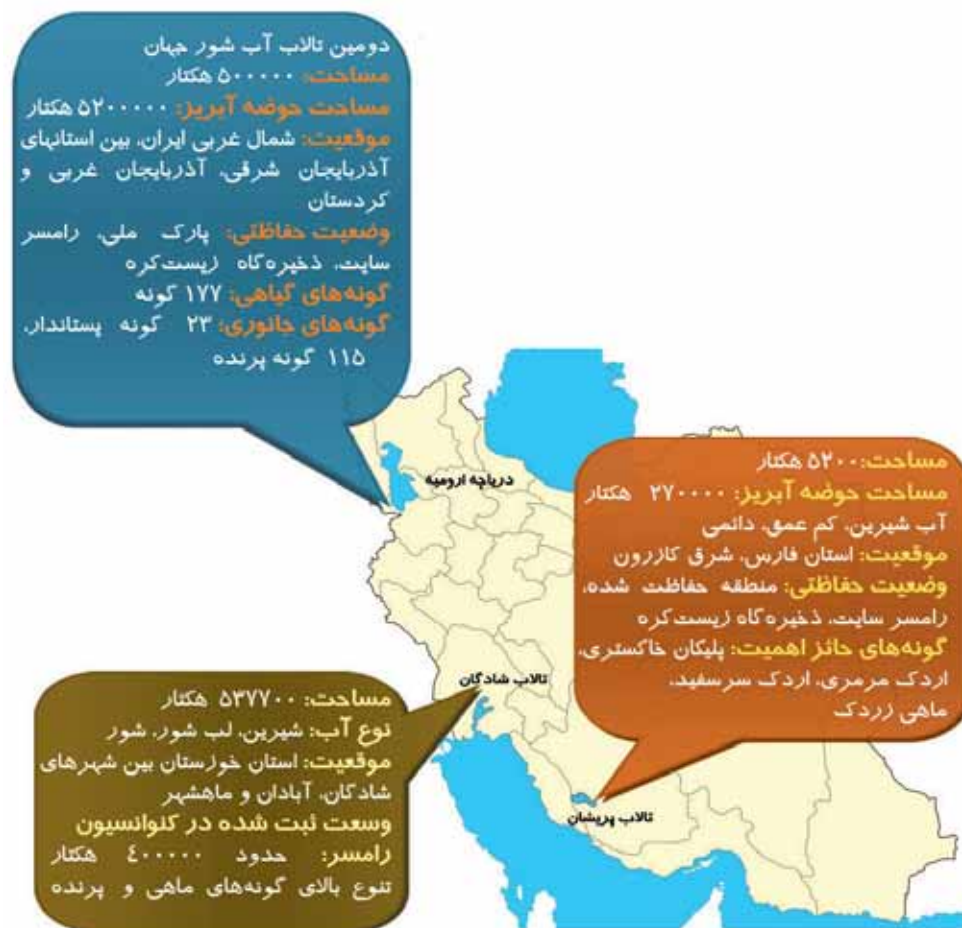 دومین تالاب آب شور جهان
مساحت: ۵۰۰۰۰۰ هکتار
مساحت حوضه آبریز: ۵۲۰۰۰۰۰ هکتار
موقعیت: شمال غربی ایران، بین استانهای
آذربایجان شرقی، آذربایجان غربی و
کردستان
وضعیت حفاظتی: پارک ملی، رامسر
سایت، ذخیره‌گاه زیست‌کره
گونه‌های گیاهی: ۱۷۷ گونه
گونه‌های جانوری: ۲۳ گونه پستاندار،
۱۱۵ گونه پرنده
دریاچه ارومیه
مساحت: ۵۲۰۰ هکتار
مساحت حوضه آبریز: ۲۷۰۰۰۰ هکتار
آب شیرین، کم عمق، دائمی
موقعیت: استان فارس، شرق کازرون
وضعیت حفاظتی: منطقه حفاظت شده،
رامسر سایت، ذخیره‌گاه زیست‌کره
گونه‌های حائز اهمیت: پلیکان خاکستری،
اردک مرمری، اردک سرسفید،
ماهی زردک
تالاب پریشان
تالاب شادگان
مساحت: ۵۳۷۷۰۰ هکتار
نوع آب: شیرین، لب شور، شور
موقعیت: استان خوزستان بین شهرهای
شادگان، آبادان و ماهشهر
وسعت ثبت شده در کنوانسیون
رامسر: حدود ۴۰۰۰۰۰ هکتار
تنوع بالای گونه‌های ماهی و پرنده